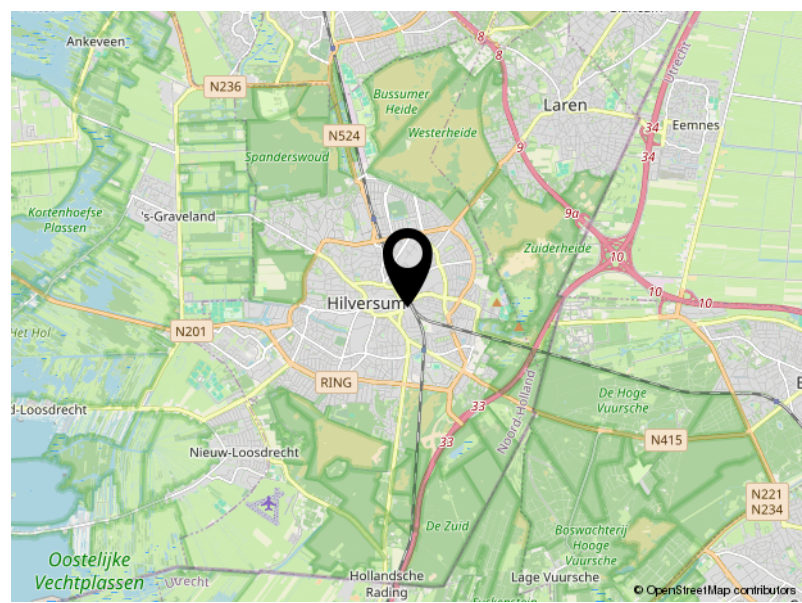 Ankeveen
8
8
Utrecht
N236
Bussumer
Heide
Laren
N524
Westerheide
34
Eemnes
Spanderswoud
9
34
Kortenhoefse
Plassen
's-Graveland
9a
Zuiderheide
10
10
10
Hilversum
Het Hol
N201
RING
De Hoge
Vuursche
d-Loosdrecht
33
Noord-Holland
33
N415
Nieuw-Loosdrecht
N221
N234
De Zuid
Boswachterij
Hooge
Vuursche
Oostelijke
Vechtplassen
Utrecht
Hollandsche
Rading
Lage Vuursche
© OpenStreetMap contributors